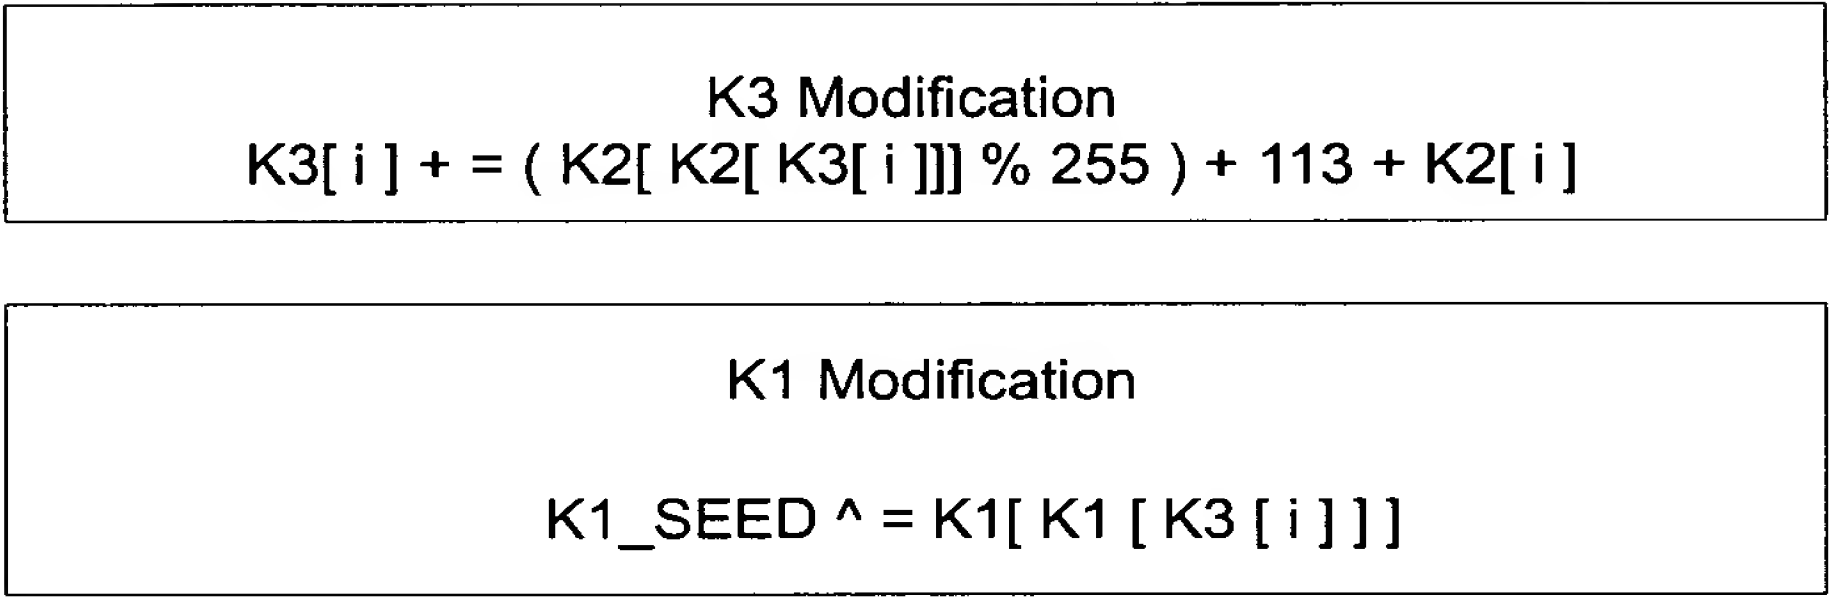 K3 Modification
K3[ i ] + = ( K2[ K2[ K3[ i ]]] % 255 ) + 113 + K2[ i ]
K1 Modification
K1_SEED ^ = K1[ K1 [ K3 [ i ] ] ]